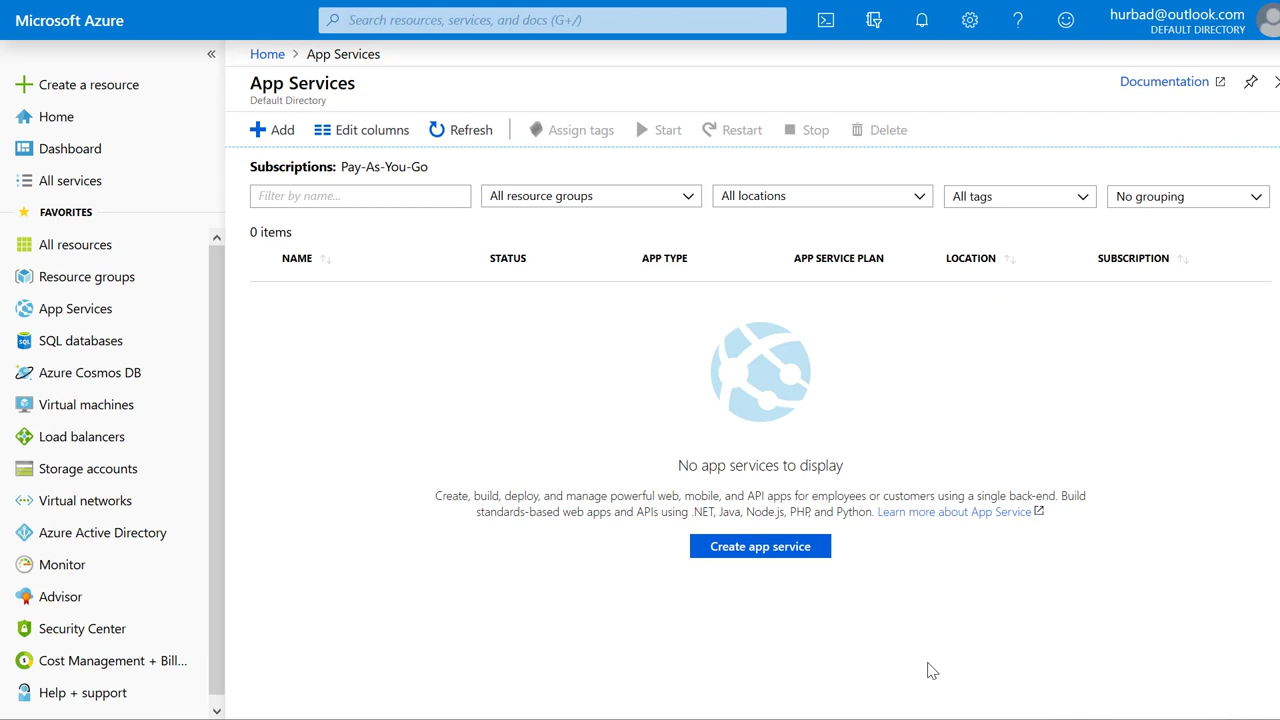 Microsoft Azure
Search resources, services, and docs (G+/)
hurbad@outlook.com
DEFAULT DIRECTORY
Create a resource
Home
Dashboard
All services
FAVORITES
All resources
Resource groups
App Services
SQL databases
Azure Cosmos DB
Virtual machines
Load balancers
Storage accounts
Virtual networks
Azure Active Directory
Monitor
Advisor
Security Center
Cost Management + Bill...
Help + support
Home > App Services
App Services
Default Directory
Documentation
Add Edit columns Refresh Assign tags Start Restart Stop Delete
Subscriptions: Pay-As-You-Go
Filter by name... All resource groups All locations All tags No grouping
0 items
NAME STATUS APP TYPE APP SERVICE PLAN LOCATION SUBSCRIPTION
No app services to display
Create, build, deploy, and manage powerful web, mobile, and API apps for employees or customers using a single back-end. Build
standards-based web apps and APIs using .NET, Java, Node.js, PHP, and Python. Learn more about App Service
Create app service